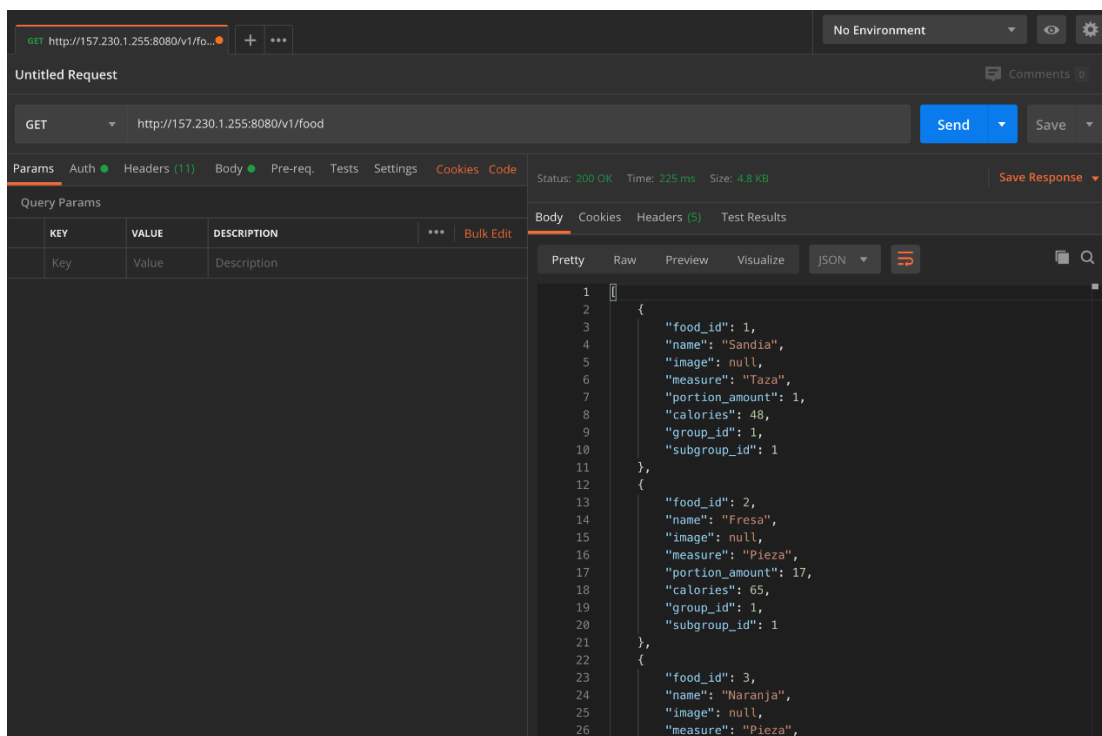 GET http://157.230.1.255:8080/v1/fo... + •••
No Environment
Untitled Request
Comments 0
GET http://157.230.1.255:8080/v1/food
Send Save
Params Auth Headers (11) Body Pre-req. Tests Settings Cookies Code
Query Params
KEY VALUE DESCRIPTION ••• Bulk Edit
Key Value Description
Status: 200 OK Time: 225 ms Size: 4.8 KB Save Response
Body Cookies Headers (5) Test Results
Pretty Raw Preview Visualize JSON
1 [
2 {
3 "food_id": 1,
4 "name": "Sandia",
5 "image": null,
6 "measure": "Taza",
7 "portion_amount": 1,
8 "calories": 48,
9 "group_id": 1,
10 "subgroup_id": 1
11 },
12 {
13 "food_id": 2,
14 "name": "Fresa",
15 "image": null,
16 "measure": "Pieza",
17 "portion_amount": 17,
18 "calories": 65,
19 "group_id": 1,
20 "subgroup_id": 1
21 },
22 {
23 "food_id": 3,
24 "name": "Naranja",
25 "image": null,
26 "measure": "Pieza",